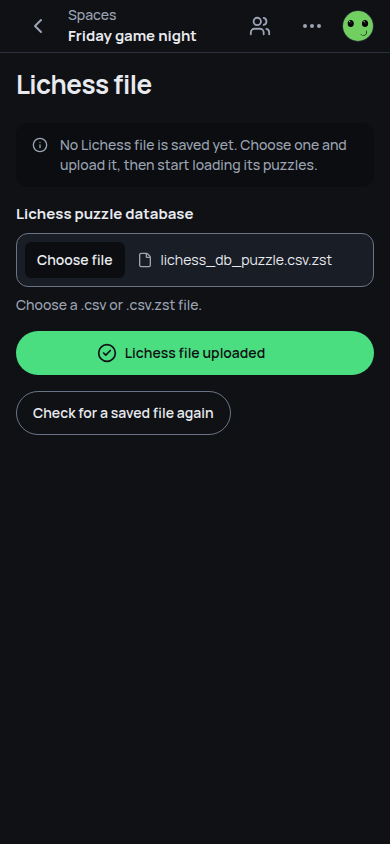 Spaces
Friday game night
Lichess file
No Lichess file is saved yet. Choose one and
upload it, then start loading its puzzles.
Lichess puzzle database
Choose file
lichess_db_puzzle.csv.zst
Choose a .csv or .csv.zst file.
Lichess file uploaded
Check for a saved file again